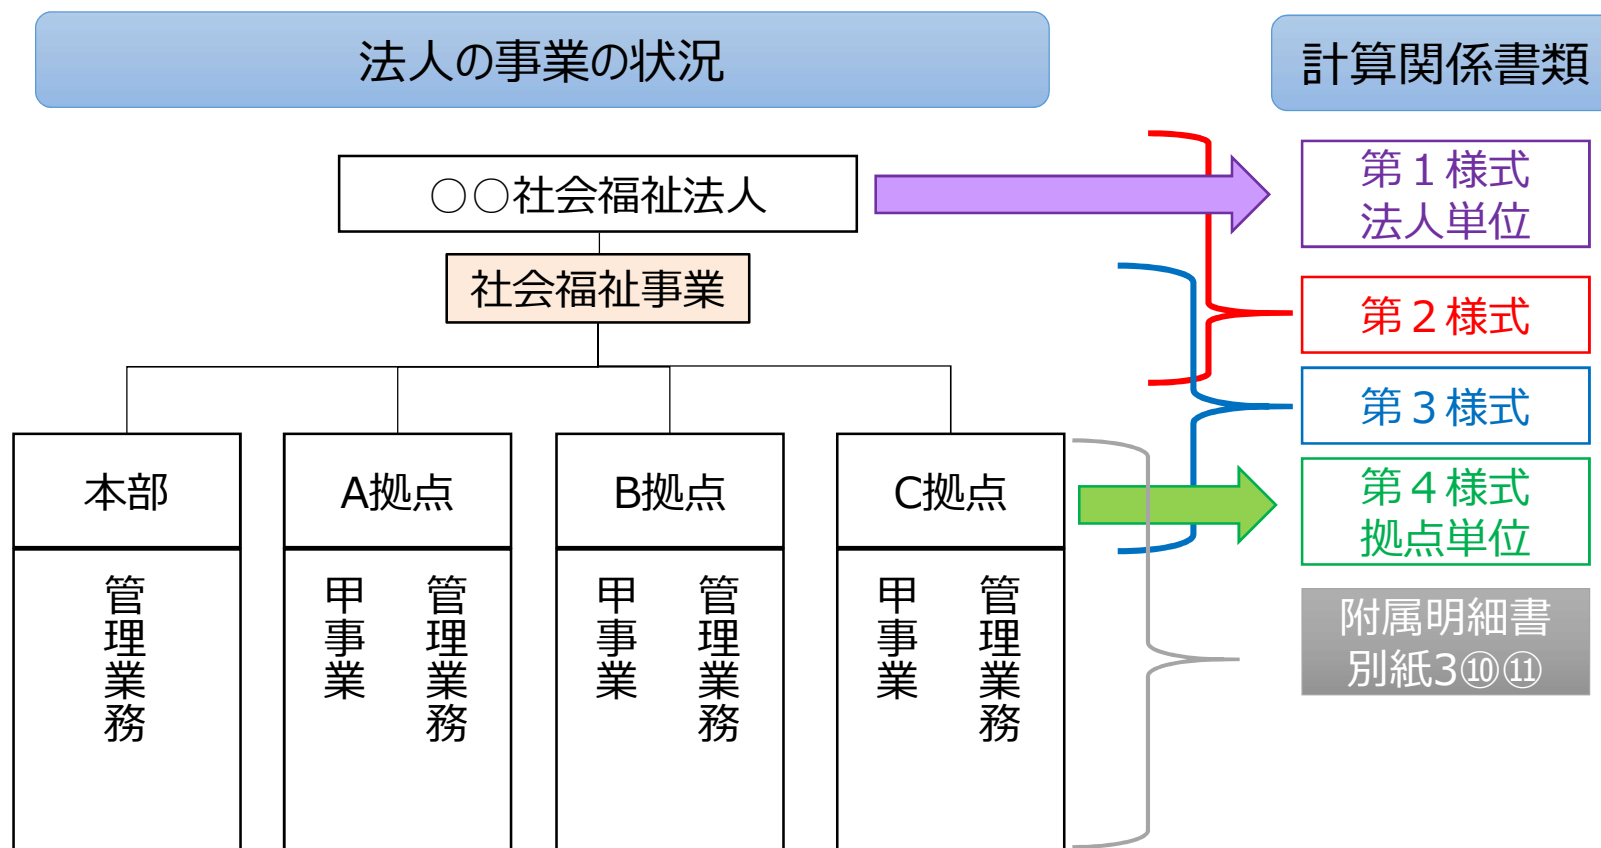 法人の事業の状況
計算関係書類
○○社会福祉法人
第１様式
法人単位
社会福祉事業
第２様式
第３様式
本部
A拠点
B拠点
C拠点
第４様式
拠点単位
管理業務
甲事業
管理業務
甲事業
管理業務
甲事業
管理業務
附属明細書
別紙3⑩⑪